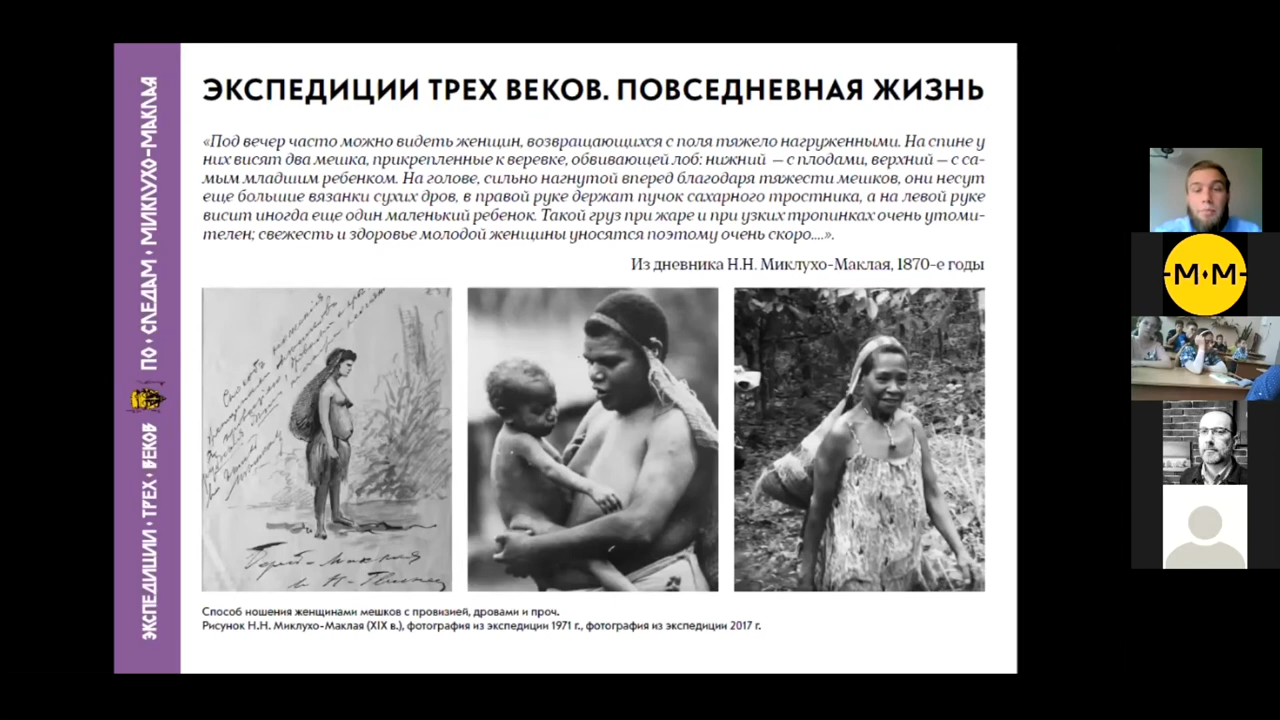 ЭКСПЕДИЦИИ ТРЕХ ВЕКОВ. ПОВСЕДНЕВНАЯ ЖИЗНЬ
«Под вечер часто можно видеть женщин, возвращающихся с поля тяжело нагруженными. На спине у
них висят два мешка, прикрепленные к веревке, обвивающей лоб: нижний – с плодами, верхний – с са-
мым младшим ребенком. На голове, сильно нагнутой вперед благодаря тяжести мешков, они несут
еще большие вязанки сухих дров, в правой руке держат пучок сахарного тростника, а на левой руке
висит иногда еще один маленький ребенок. Такой груз при жаре и при узких тропинках очень утоми-
телен; свежесть и здоровье молодой женщины уносятся поэтому очень скоро....».
Из дневника Н.Н. Миклухо-Маклая, 1870-е годы
Способ ношения женщинами мешков с провизией, дровами и проч.
Рисунок Н.Н. Миклухо-Маклая (XIX в.), фотография из экспедиции 1971 г., фотография из экспедиции 2017 г.
ЭКСПЕДИЦИИ • ТРЕХ • ВЕКОВ
ПО • СЛЕДАМ • МИКЛУХО-МАКЛАЯ
-М•М-